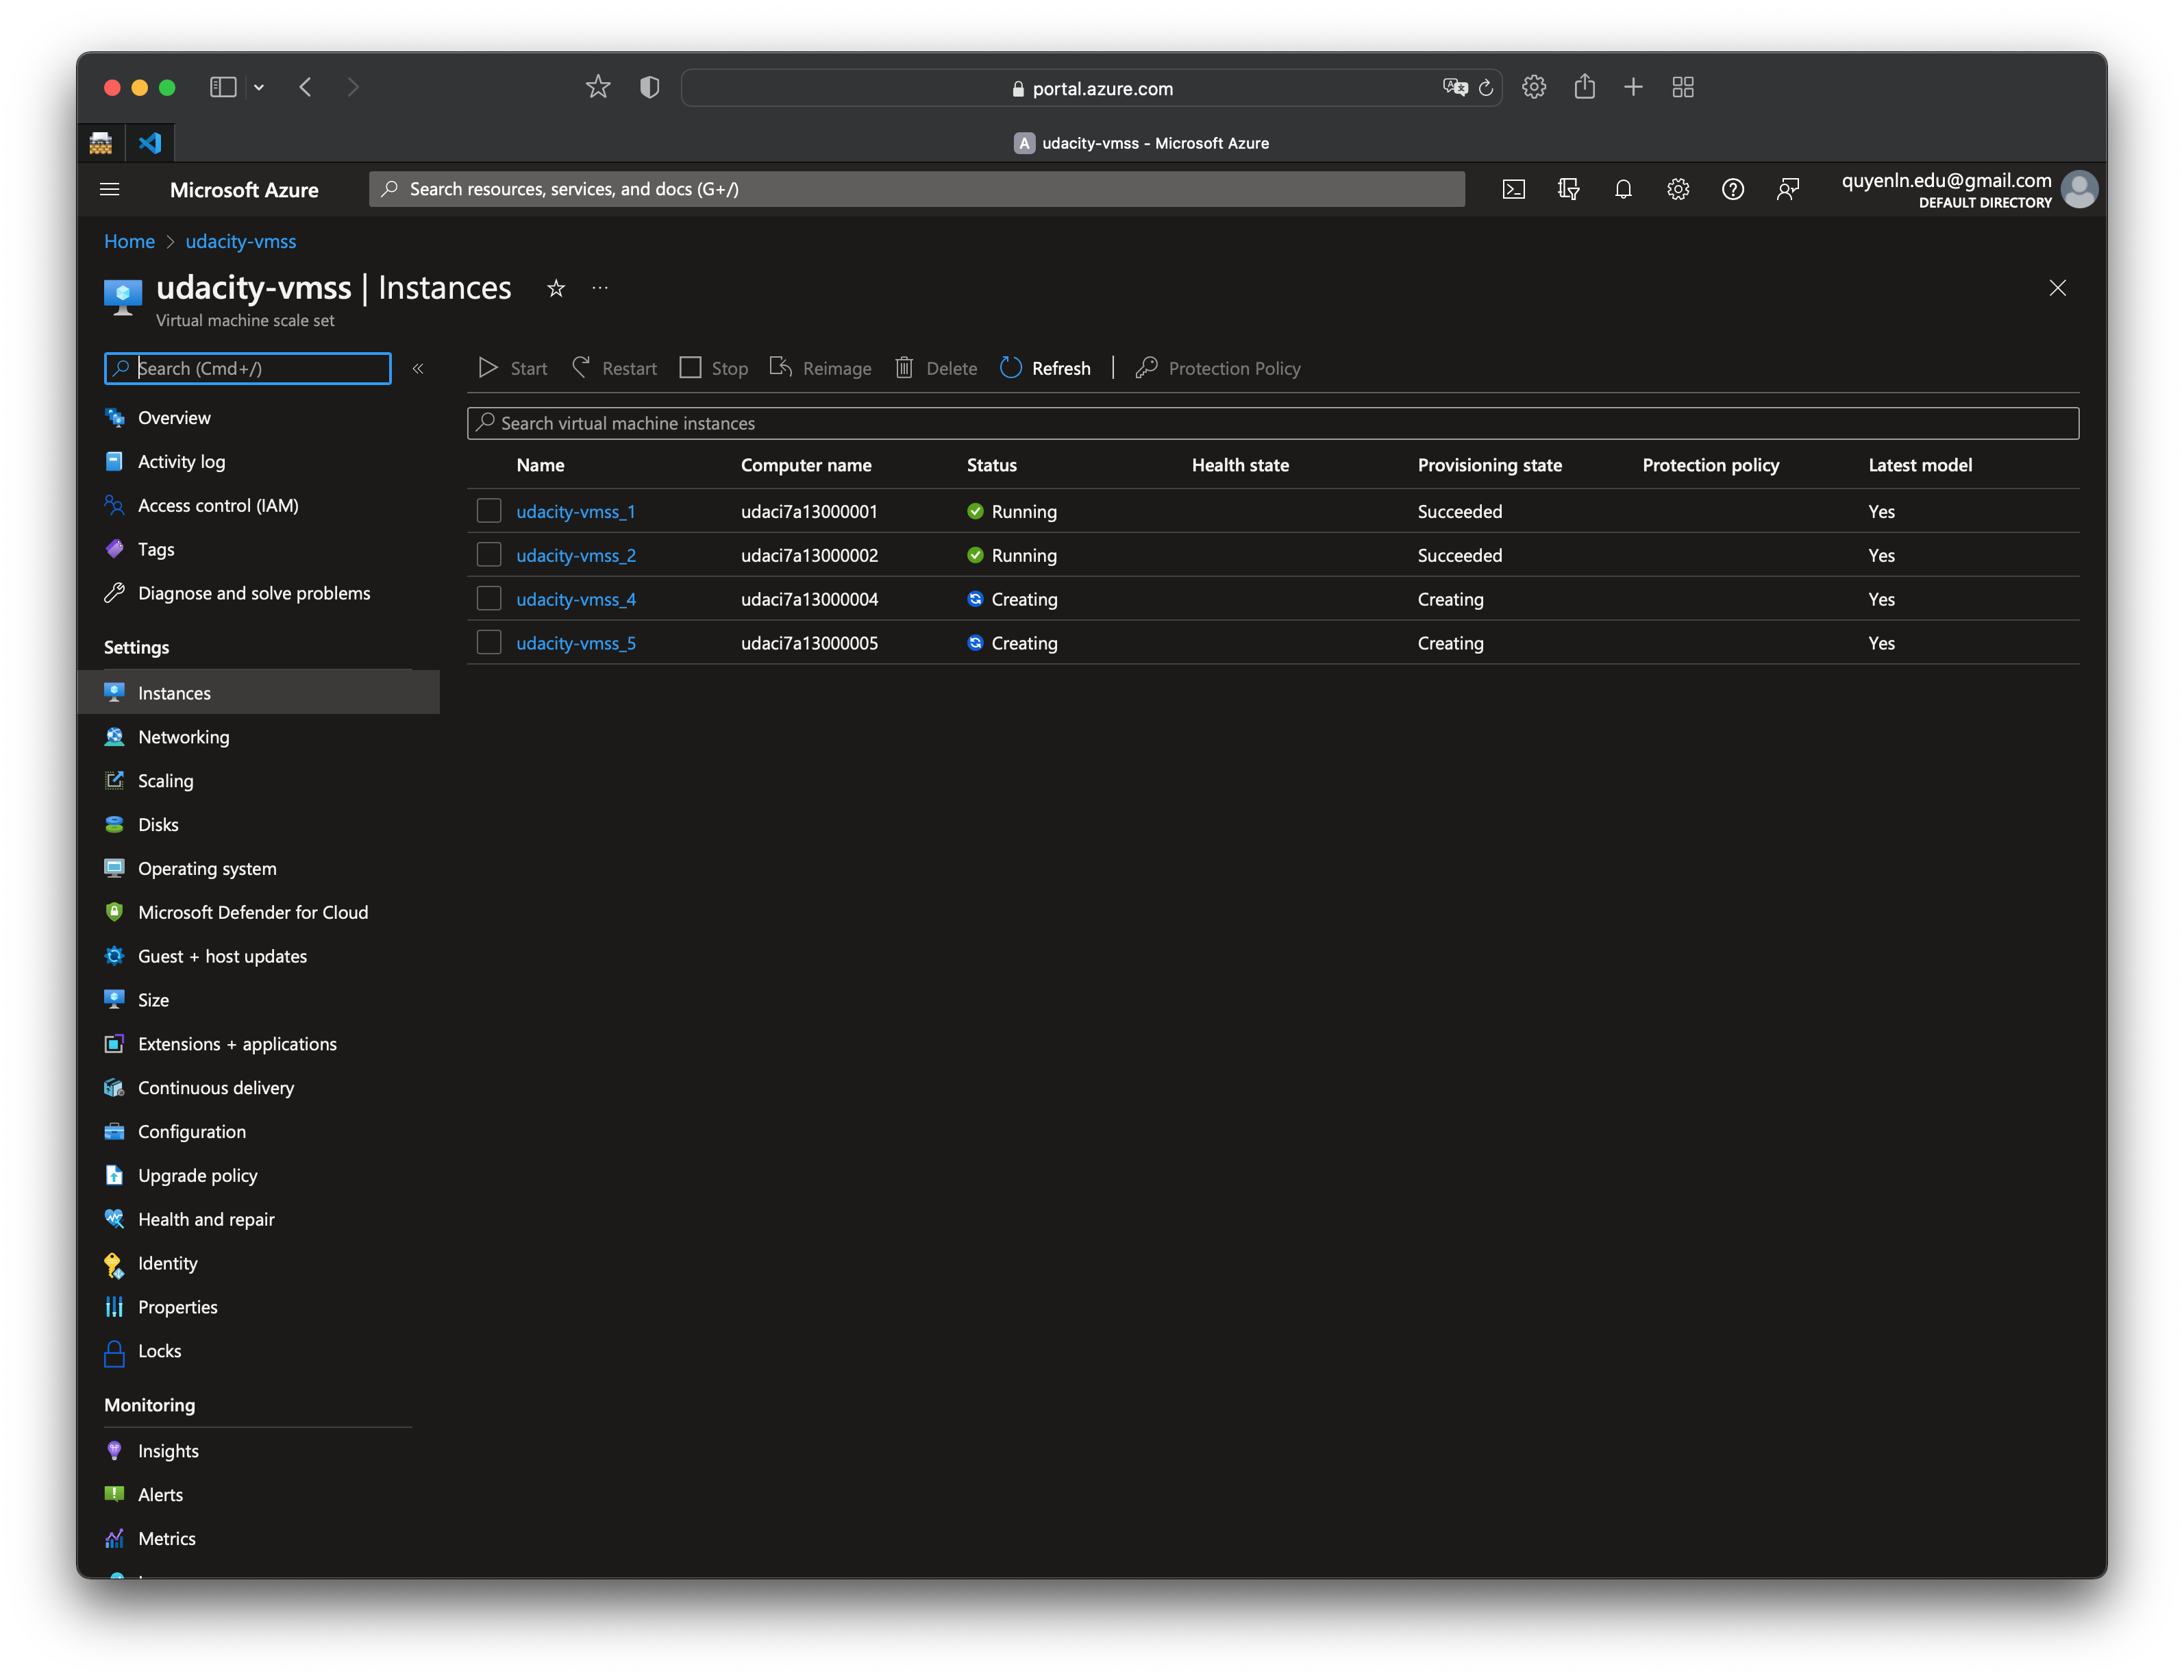 portal.azure.com
A udacity-vmss - Microsoft Azure
Microsoft Azure
Search resources, services, and docs (G+/)
quyenln.edu@gmail.com
DEFAULT DIRECTORY
Home > udacity-vmss
udacity-vmss | Instances
Virtual machine scale set
Search (Cmd+/)
Overview
Activity log
Access control (IAM)
Tags
Diagnose and solve problems
Settings
Instances
Networking
Scaling
Disks
Operating system
Microsoft Defender for Cloud
Guest + host updates
Size
Extensions + applications
Continuous delivery
Configuration
Upgrade policy
Health and repair
Identity
Properties
Locks
Monitoring
Insights
Alerts
Metrics
Start Restart Stop Reimage Delete Refresh | Protection Policy
Search virtual machine instances
Name Computer name Status Health state Provisioning state Protection policy Latest model
udacity-vmss_1 udaci7a13000001 Running Succeeded Yes
udacity-vmss_2 udaci7a13000002 Running Succeeded Yes
udacity-vmss_4 udaci7a13000004 Creating Creating Yes
udacity-vmss_5 udaci7a13000005 Creating Creating Yes